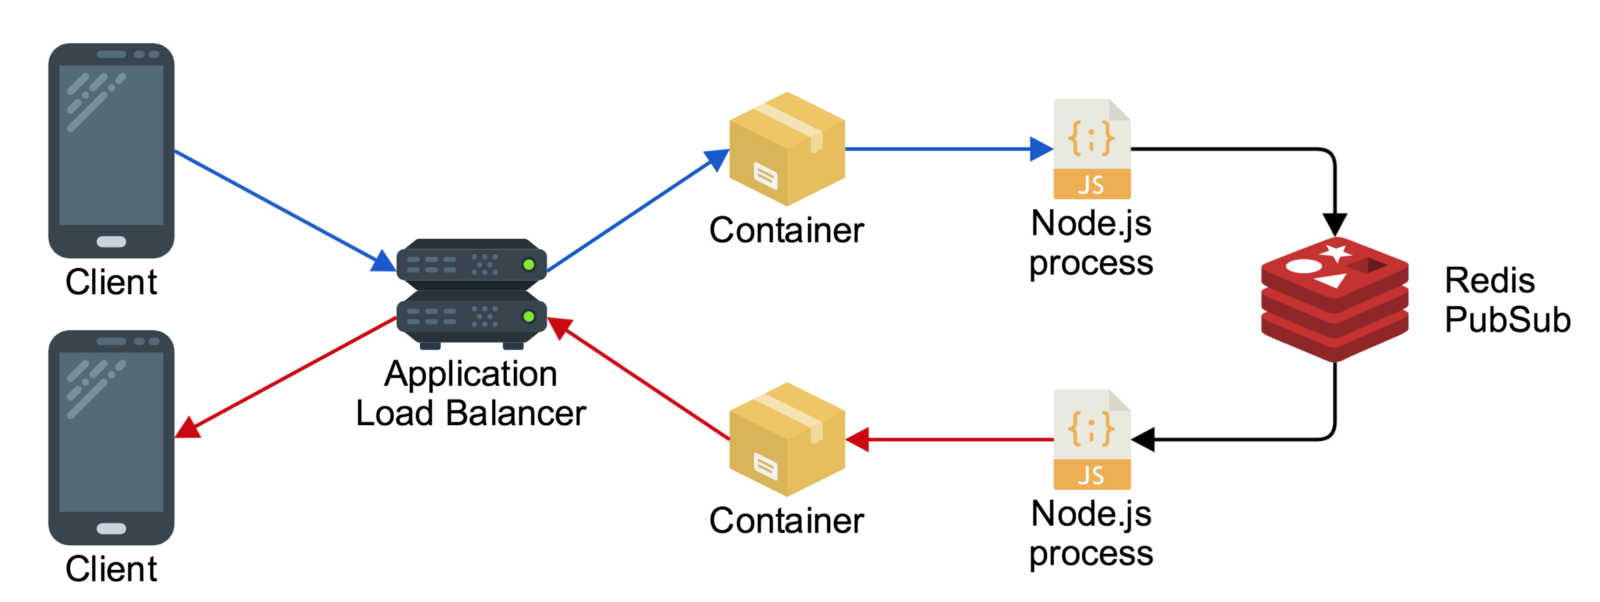 Client
Application
Load Balancer
Container
{;}
JS
Node.js
process
Redis
PubSub
Client
Container
{;}
JS
Node.js
process